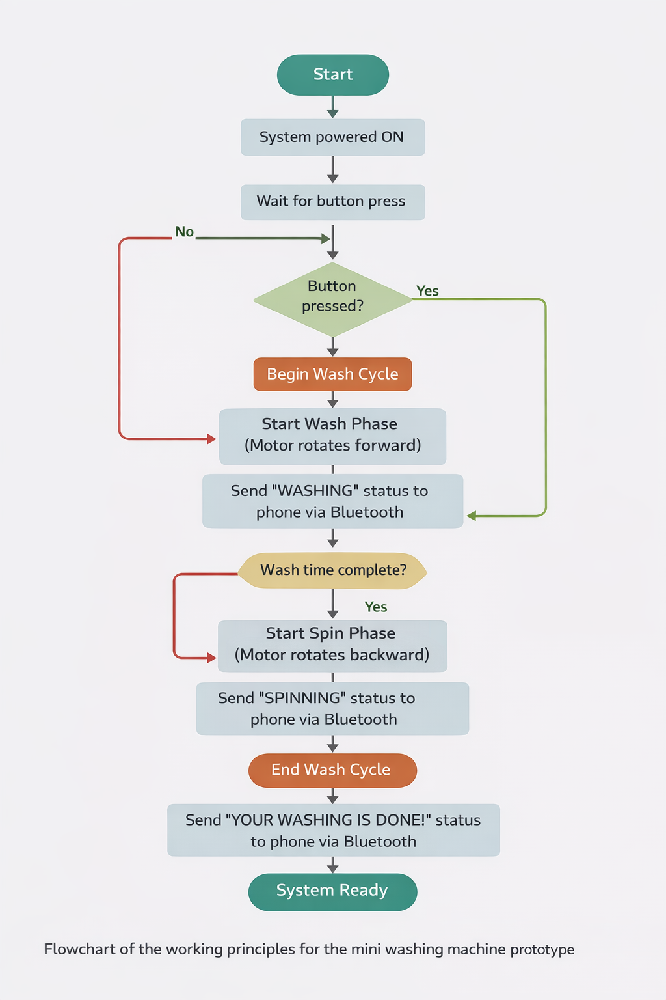 Start
System powered ON
Wait for button press
No
Button
pressed?
Yes
Begin Wash Cycle
Start Wash Phase
(Motor rotates forward)
Send "WASHING" status to
phone via Bluetooth
Wash time complete?
Yes
Start Spin Phase
(Motor rotates backward)
Send "SPINNING" status to
phone via Bluetooth
End Wash Cycle
Send "YOUR WASHING IS DONE!" status
to phone via Bluetooth
System Ready
Flowchart of the working principles for the mini washing machine prototype